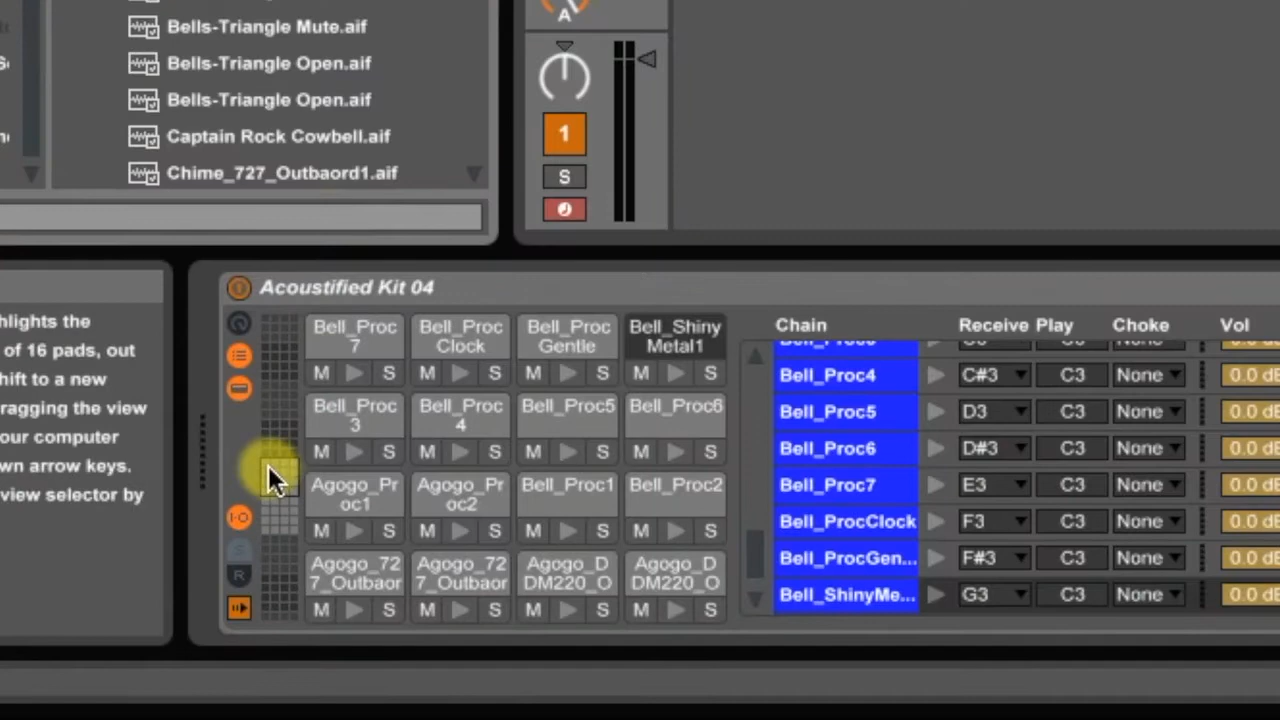 Bells-Triangle Mute.aif
Bells-Triangle Open.aif
Bells-Triangle Open.aif
Captain Rock Cowbell.aif
Chime_727_Outbaord1.aif
A
1
S
hlights the
of 16 pads, out
hift to a new
ragging the view
our computer
wn arrow keys.
view selector by
Acoustified Kit 04
Bell_Proc
7
Bell_Proc
Clock
Bell_Proc
Gentle
Bell_Shiny
Metal1
M S M S M S M S
Bell_Proc
3
Bell_Proc
4
Bell_Proc5
Bell_Proc6
M S M S M S M S
Agogo_Pr
oc1
Agogo_Pr
oc2
Bell_Proc1
Bell_Proc2
M S M S M S M S
Agogo_72
7_Outbaor
Agogo_72
7_Outbaor
Agogo_D
DM220_O
Agogo_D
DM220_O
M S M S M S M S
I·O
S
R
Chain Receive Play Choke Vol
Bell_Proc4 C#3 C3 None 0.0 dB
Bell_Proc5 D3 C3 None 0.0 dB
Bell_Proc6 D#3 C3 None 0.0 dB
Bell_Proc7 E3 C3 None 0.0 dB
Bell_ProcClock F3 C3 None 0.0 dB
Bell_ProcGen... F#3 C3 None 0.0 dB
Bell_ShinyMe... G3 C3 None 0.0 dB